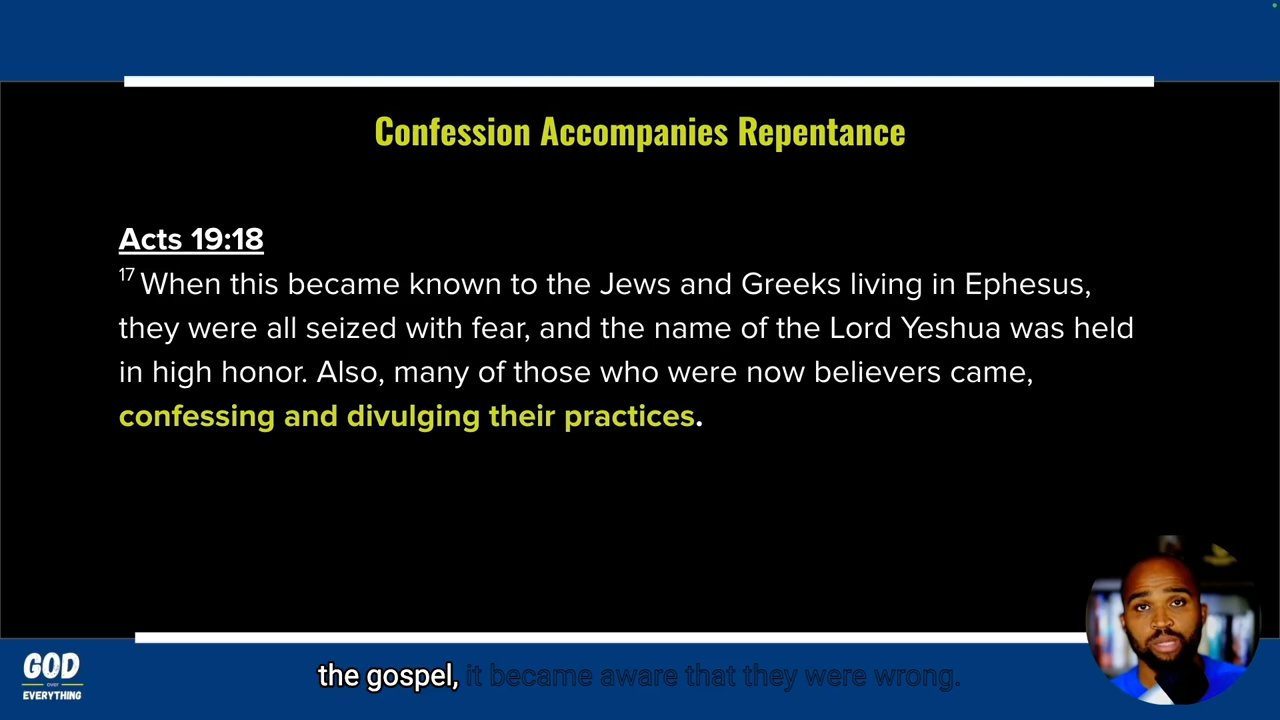 Confession Accompanies Repentance
Acts 19:18
17 When this became known to the Jews and Greeks living in Ephesus,
they were all seized with fear, and the name of the Lord Yeshua was held
in high honor. Also, many of those who were now believers came,
confessing and divulging their practices.
the gospel, it became aware that they were wrong.
GOD
OVER
EVERYTHING